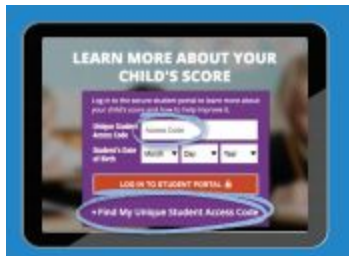 LEARN MORE ABOUT YOUR
CHILD'S SCORE
Log in to the secure student portal to learn more about
your child's score and how to help improve it.
Unique Student
Access Code
Access Code
Student's Date
of Birth
Month Day Year
LOG IN TO STUDENT PORTAL
+Find My Unique Student Access Code